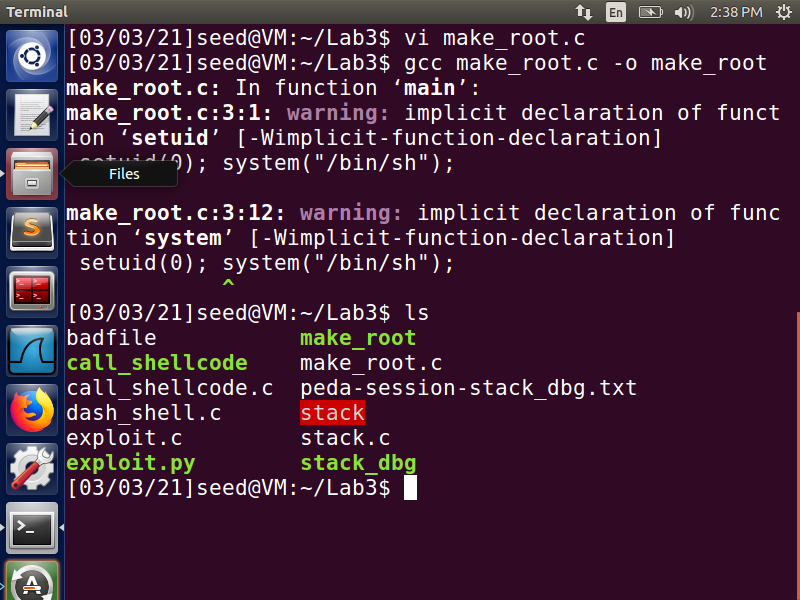 Terminal
En
2:38 PM
[03/03/21]seed@VM:~/Lab3$ vi make_root.c
[03/03/21]seed@VM:~/Lab3$ gcc make_root.c -o make_root
make_root.c: In function ‘main’:
make_root.c:3:1: warning: implicit declaration of funct
ion ‘setuid’ [-Wimplicit-function-declaration]
setuid(0); system("/bin/sh");
Files
make_root.c:3:12: warning: implicit declaration of func
tion ‘system’ [-Wimplicit-function-declaration]
setuid(0); system("/bin/sh");
^
[03/03/21]seed@VM:~/Lab3$ ls
badfile make_root
call_shellcode make_root.c
call_shellcode.c peda-session-stack_dbg.txt
dash_shell.c stack
exploit.c stack.c
exploit.py stack_dbg
[03/03/21]seed@VM:~/Lab3$